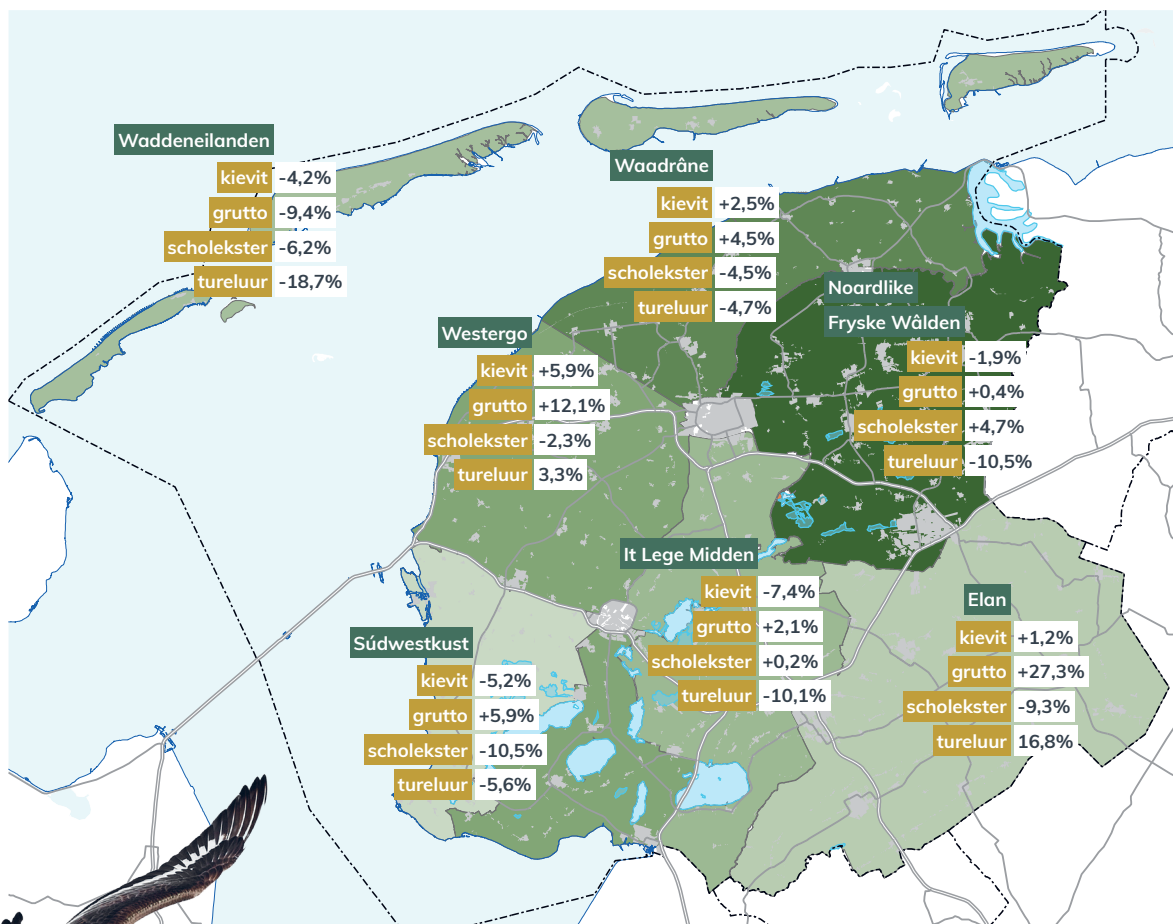 Waddeneilanden
kievit -4,2%
grutto -9,4%
scholekster -6,2%
tureluur -18,7%
Waadrâne
kievit +2,5%
grutto +4,5%
scholekster -4,5%
tureluur -4,7%
Noardlike
Fryske Wâlden
kievit -1,9%
grutto +0,4%
scholekster +4,7%
tureluur -10,5%
Westergo
kievit +5,9%
grutto +12,1%
scholekster -2,3%
tureluur 3,3%
It Lege Midden
kievit -7,4%
grutto +2,1%
scholekster +0,2%
tureluur -10,1%
Elan
kievit +1,2%
grutto +27,3%
scholekster -9,3%
tureluur 16,8%
Súdwestkust
kievit -5,2%
grutto +5,9%
scholekster -10,5%
tureluur -5,6%